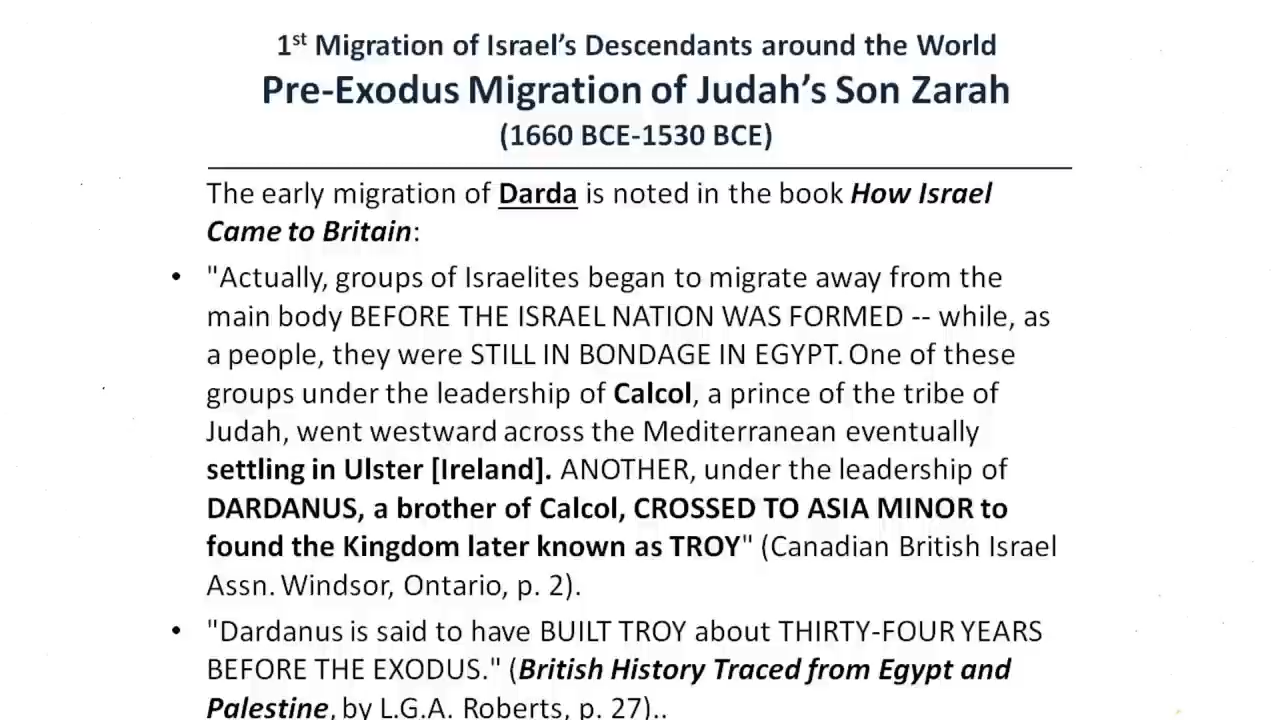 1st Migration of Israel's Descendants around the World
Pre-Exodus Migration of Judah's Son Zarah
(1660 BCE-1530 BCE)
The early migration of Darda is noted in the book How Israel
Came to Britain:
• "Actually, groups of Israelites began to migrate away from the
main body BEFORE THE ISRAEL NATION WAS FORMED -- while, as
a people, they were STILL IN BONDAGE IN EGYPT. One of these
groups under the leadership of Calcol, a prince of the tribe of
Judah, went westward across the Mediterranean eventually
settling in Ulster [Ireland]. ANOTHER, under the leadership of
DARDANUS, a brother of Calcol, CROSSED TO ASIA MINOR to
found the Kingdom later known as TROY" (Canadian British Israel
Assn. Windsor, Ontario, p. 2).
• "Dardanus is said to have BUILT TROY about THIRTY-FOUR YEARS
BEFORE THE EXODUS." (British History Traced from Egypt and
Palestine, by L.G.A. Roberts, p. 27)..